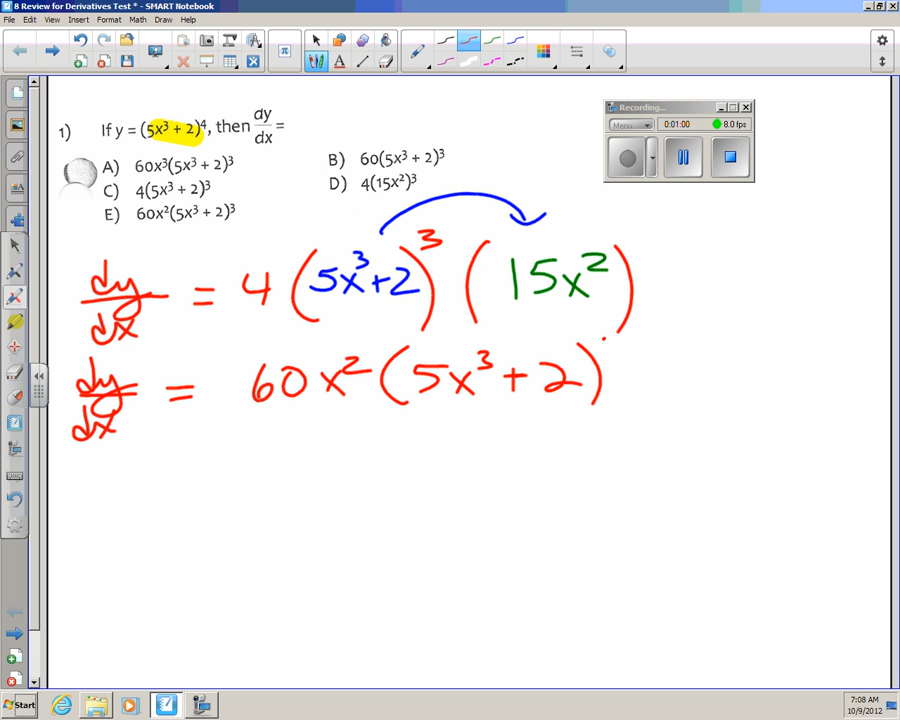 8 Review for Derivatives Test * - SMART Notebook
File Edit View Insert Format Tools Math Draw Help
Recording...
Menu 0:01:00 8.0 fps
1) If y = (5x³ + 2)⁴, then dy/dx =
A) 60x³(5x³ + 2)³ B) 60(5x³ + 2)³
C) 4(5x³ + 2)³ D) 4(15x²)³
E) 60x²(5x³ + 2)³
dy/dx = 4(5x³+2)³(15x²)
dy/dx = 60x²(5x³+2)
Start
7:08 AM
10/9/2012